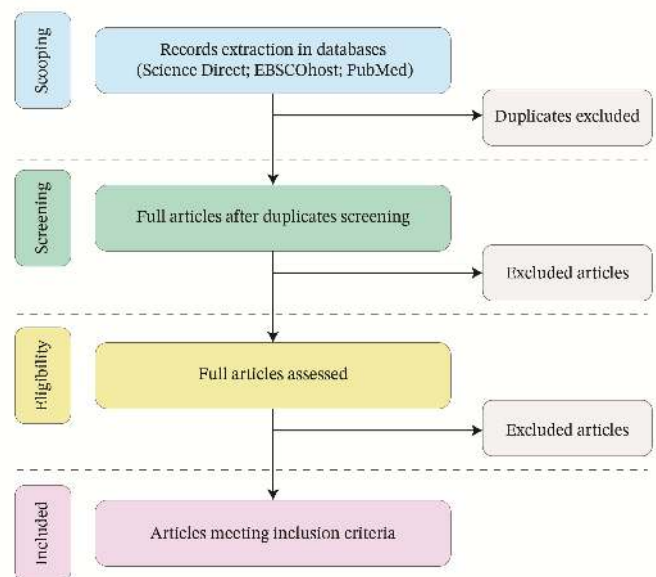 Scooping
Records extraction in databases
(Science Direct; EBSCOhost; PubMed)
Duplicates excluded
Screening
Full articles after duplicates screening
Excluded articles
Eligibility
Full articles assessed
Excluded articles
Included
Articles meeting inclusion criteria